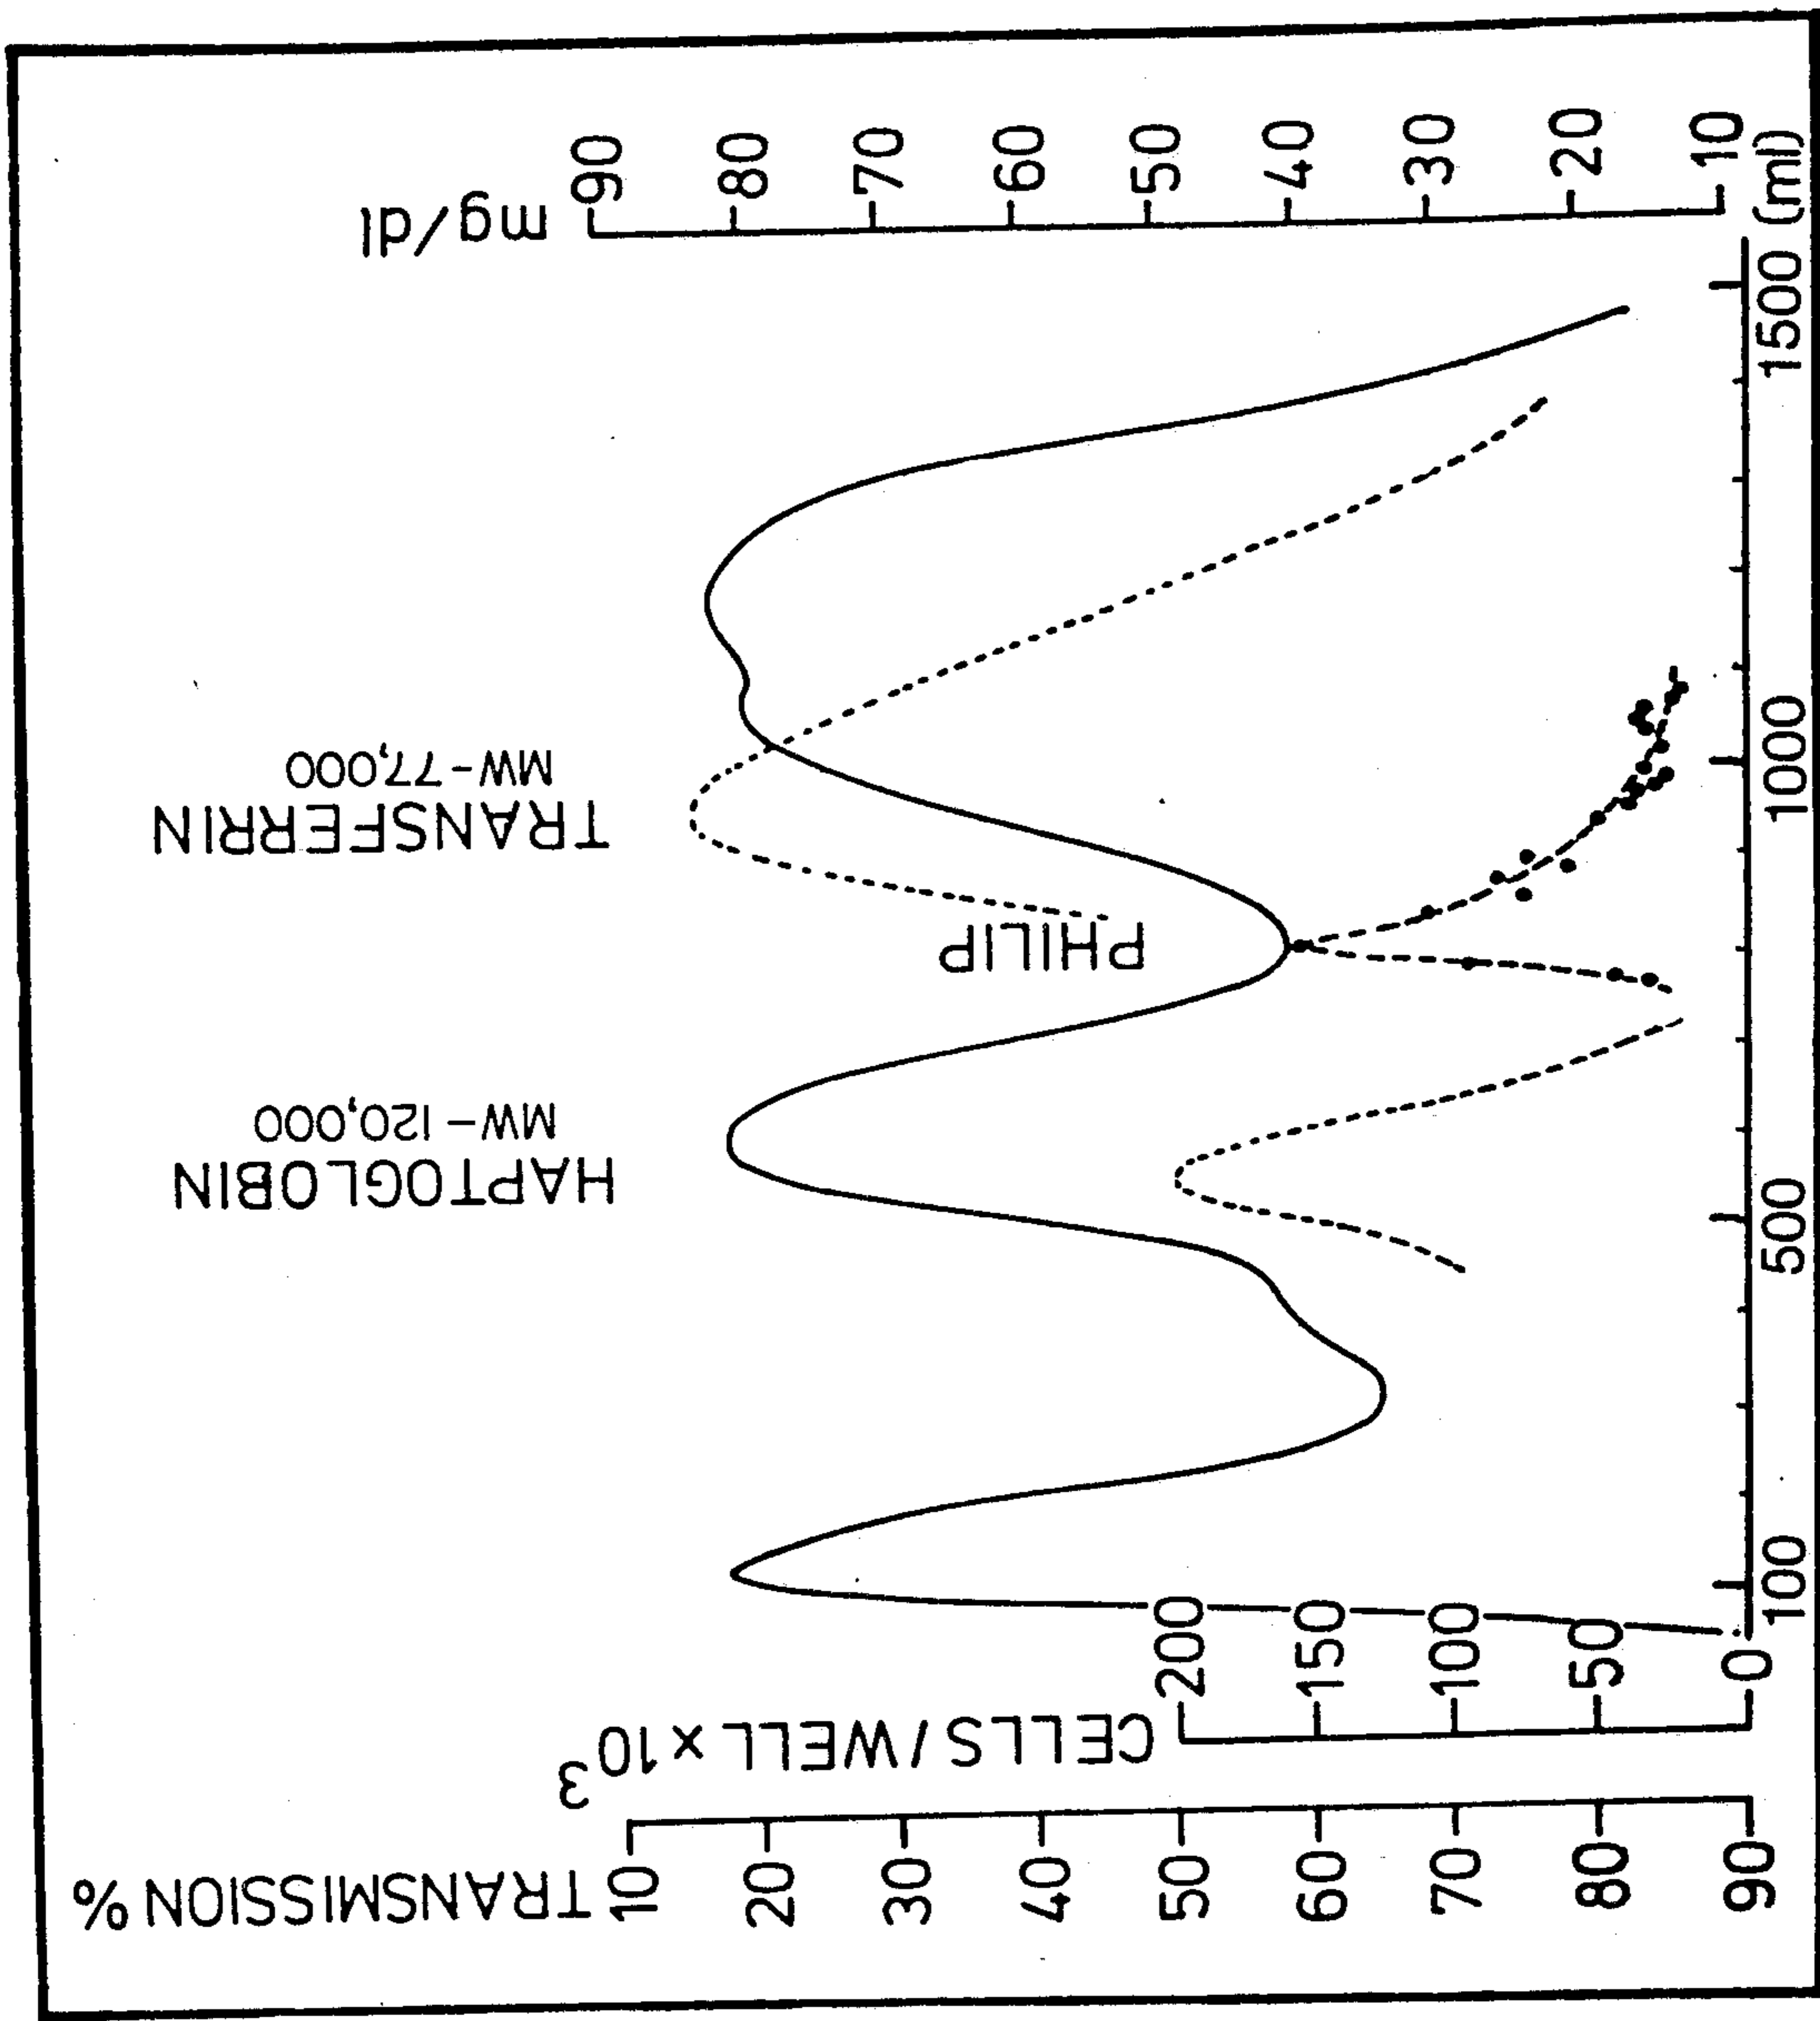 TRANSMISSION %
10
20
30
40
50
60
70
80
90
CELLS/WELL x 10³
200
150
100
50
0
HAPTOGLOBIN
MW-120,000
PHILIP
TRANSFERRIN
MW-77,000
mg/dl
90
80
70
60
50
40
30
20
10
100
500
1000
1500 (ml)